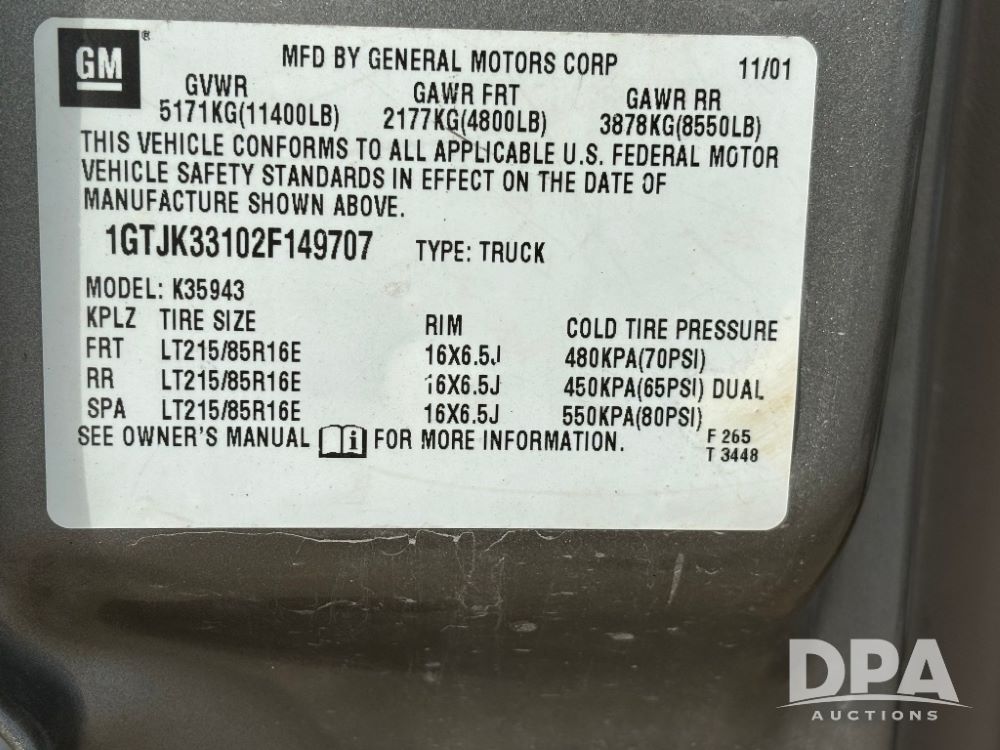 GM ®
MFD BY GENERAL MOTORS CORP 11/01
GVWR GAWR FRT GAWR RR
5171KG(11400LB) 2177KG(4800LB) 3878KG(8550LB)
THIS VEHICLE CONFORMS TO ALL APPLICABLE U.S. FEDERAL MOTOR
VEHICLE SAFETY STANDARDS IN EFFECT ON THE DATE OF
MANUFACTURE SHOWN ABOVE.
1GTJK33102F149707 TYPE: TRUCK
MODEL: K35943
KPLZ TIRE SIZE RIM COLD TIRE PRESSURE
FRT LT215/85R16E 16X6.5J 480KPA(70PSI)
RR LT215/85R16E 16X6.5J 450KPA(65PSI) DUAL
SPA LT215/85R16E 16X6.5J 550KPA(80PSI)
SEE OWNER'S MANUAL i FOR MORE INFORMATION.
F 265
T 3448
DPA
AUCTIONS